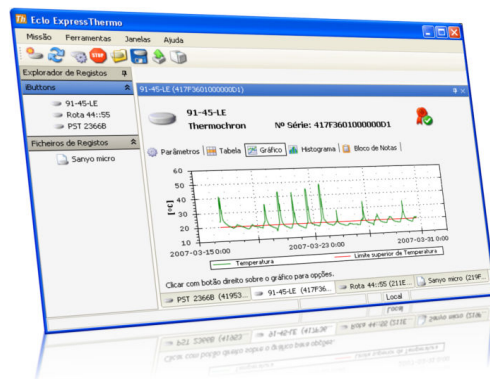 Eclo ExpressThermo
Missão Ferramentas Janelas Ajuda
STOP
Explorador de Registos
iButtons
91-45-LE
Rota 44::55
PST 2366B
Ficheiros de Registos
Sanyo micro
91-45-LE (417F3601000000D1)
91-45-LE
Thermochron Nº Série: 417F3601000000D1
Parâmetros Tabela Gráfico Histograma Bloco de Notas
60
50
40
30
20
10
[ºC]
2007-03-15 0:00 2007-03-23 0:00 2007-03-31 0:00
Temperatura Limite superior de Temperatura
Clicar com botão direito sobre o gráfico para opções.
PST 2366B (41953... 91-45-LE (417F36... Rota 44::55 (211E... Sanyo micro (219F...
Local